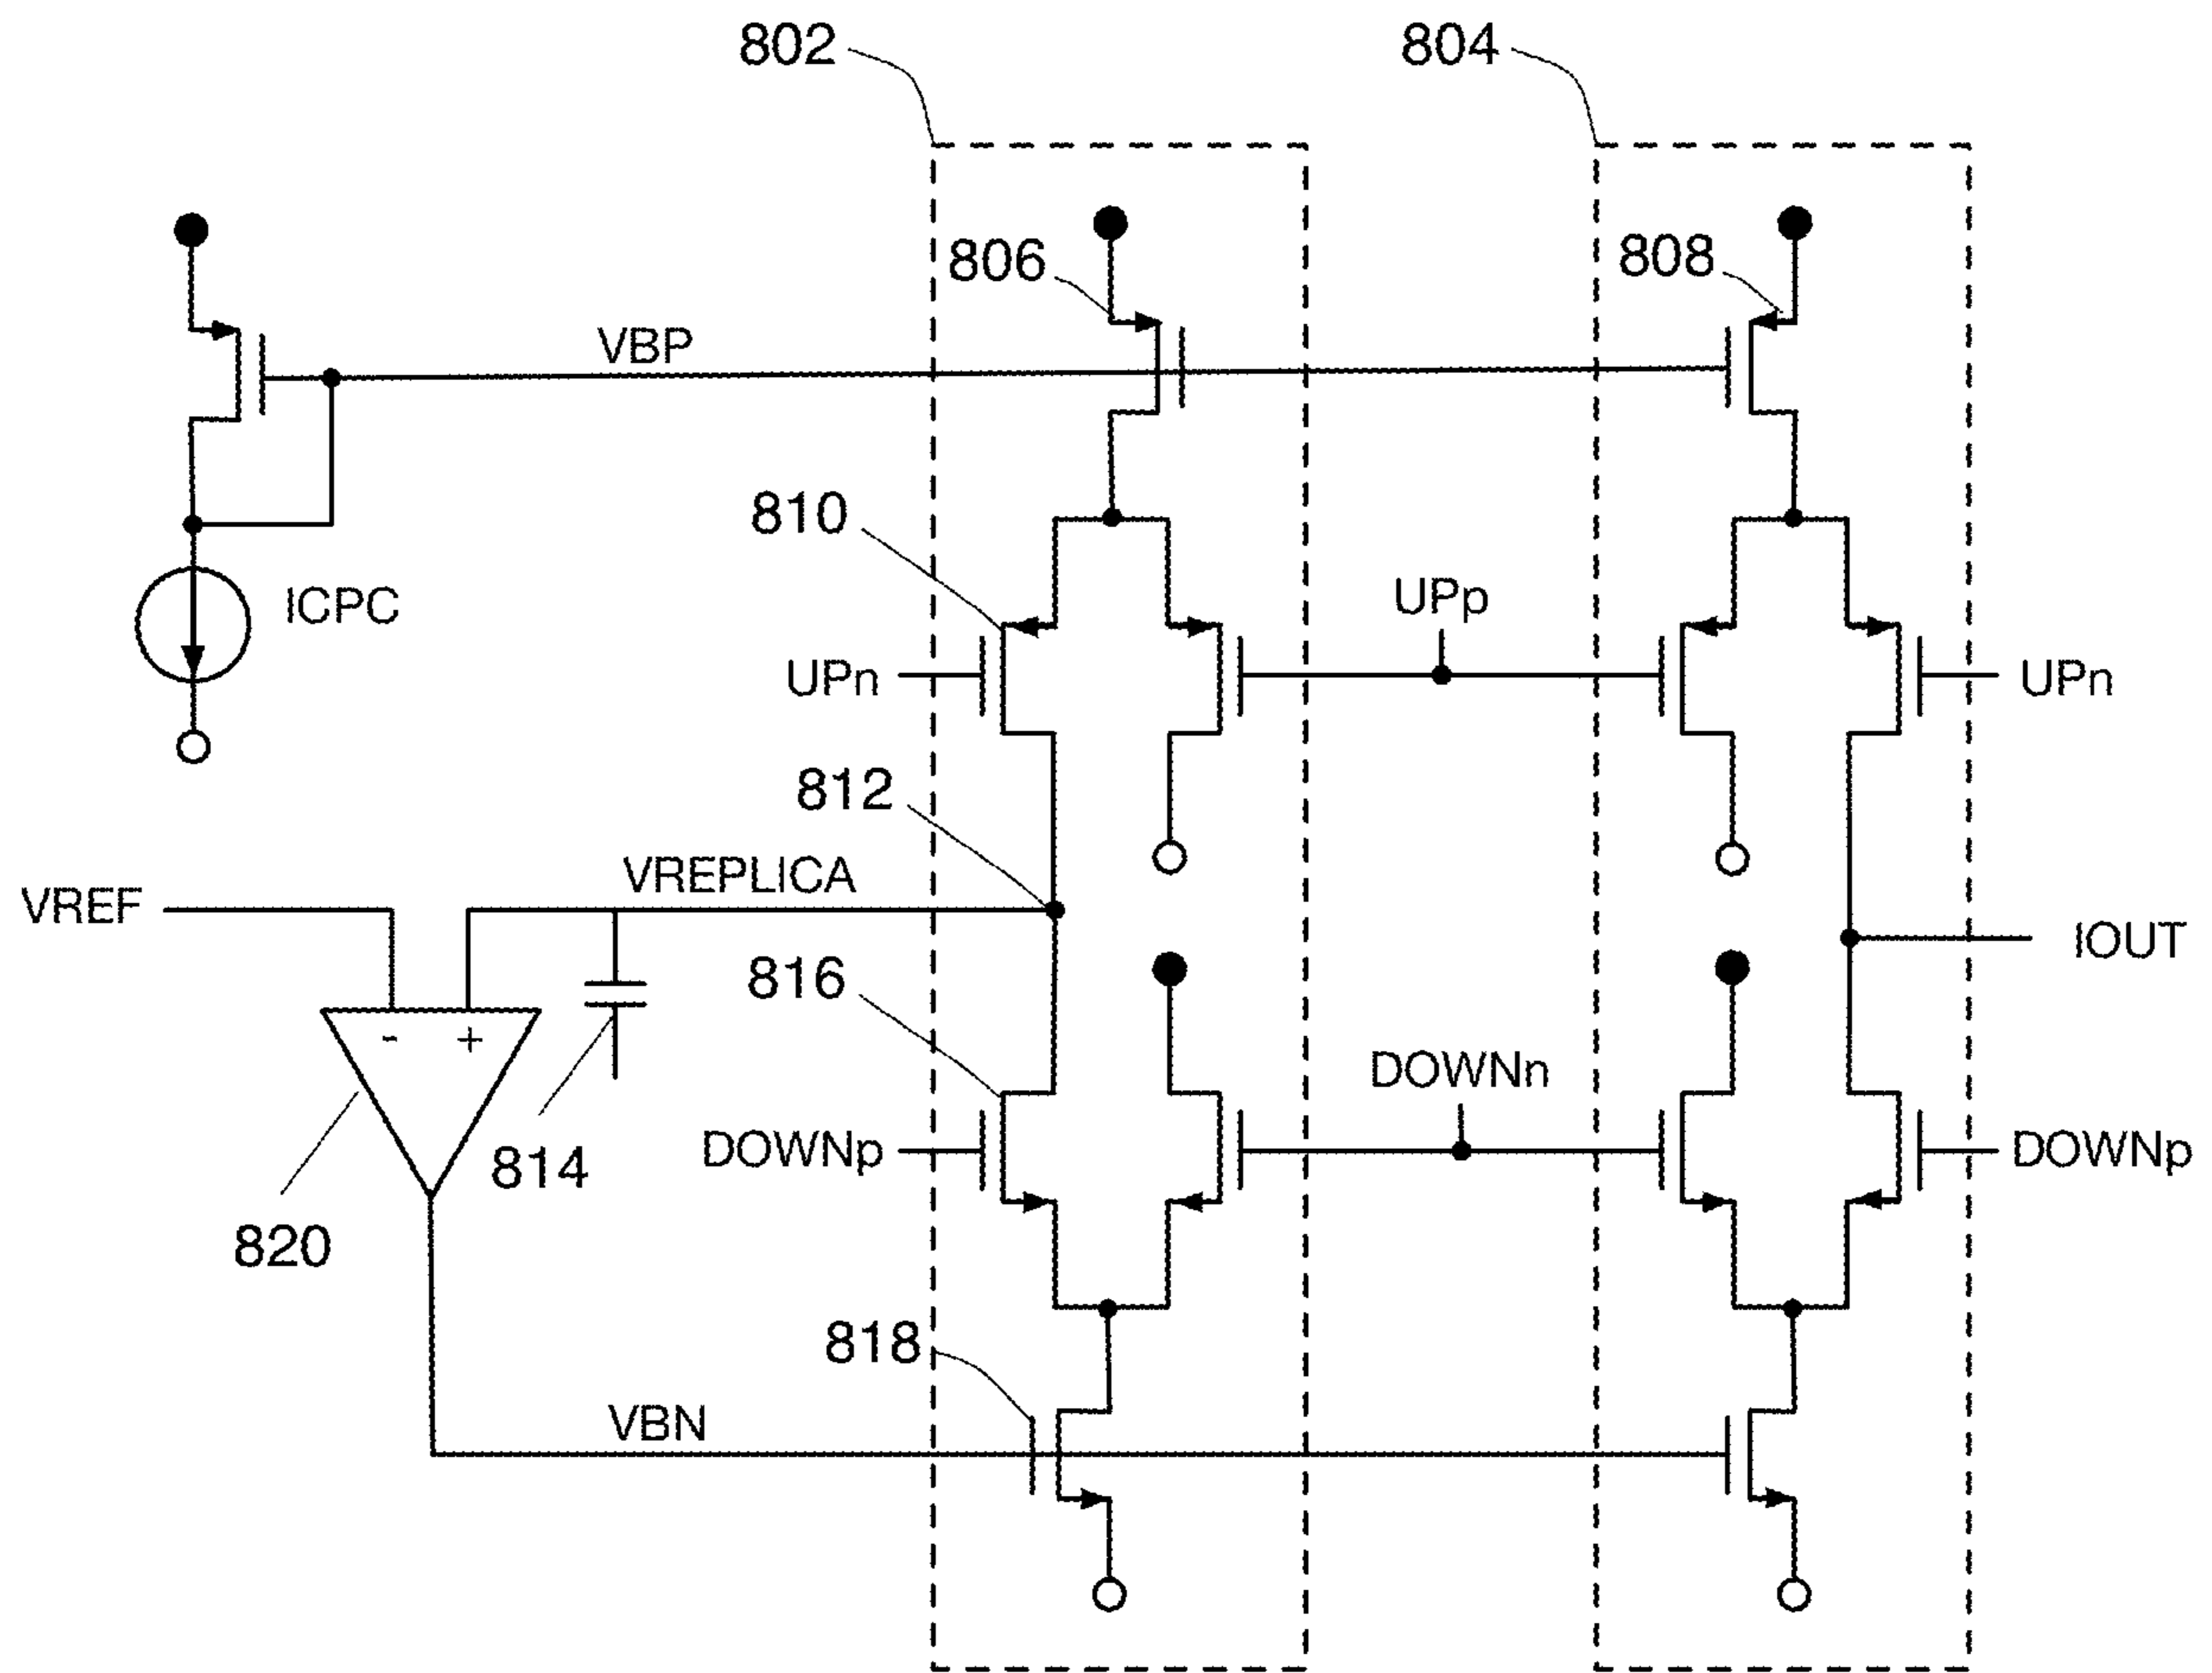 802
804
806
808
VBP
810
UPp
ICPC
UPn
UPn
812
VREPLICA
VREF
IOUT
816
- +
DOWNn
DOWNp
DOWNp
814
820
818
VBN